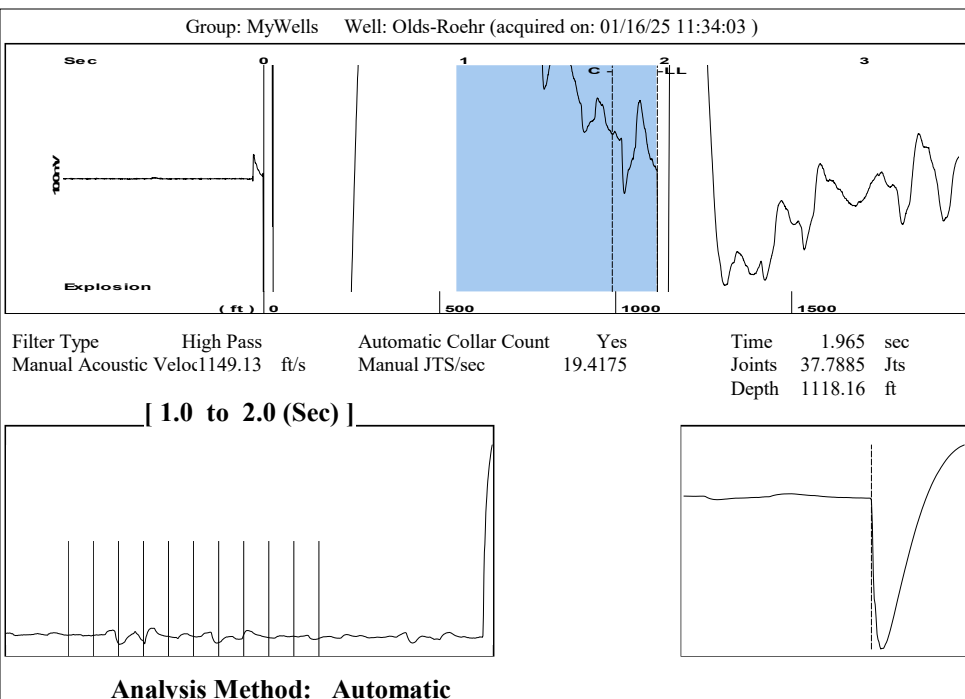 Group: MyWells Well: Olds-Roehr (acquired on: 01/16/25 11:34:03 )
Sec 0 1 2 3
C LL
100mV
Explosion
( ft ) 0 500 1000 1500
Filter Type High Pass Automatic Collar Count Yes Time 1.965 sec
Manual Acoustic Veloc1149.13 ft/s Manual JTS/sec 19.4175 Joints 37.7885 Jts
Depth 1118.16 ft
[ 1.0 to 2.0 (Sec) ]
Analysis Method: Automatic